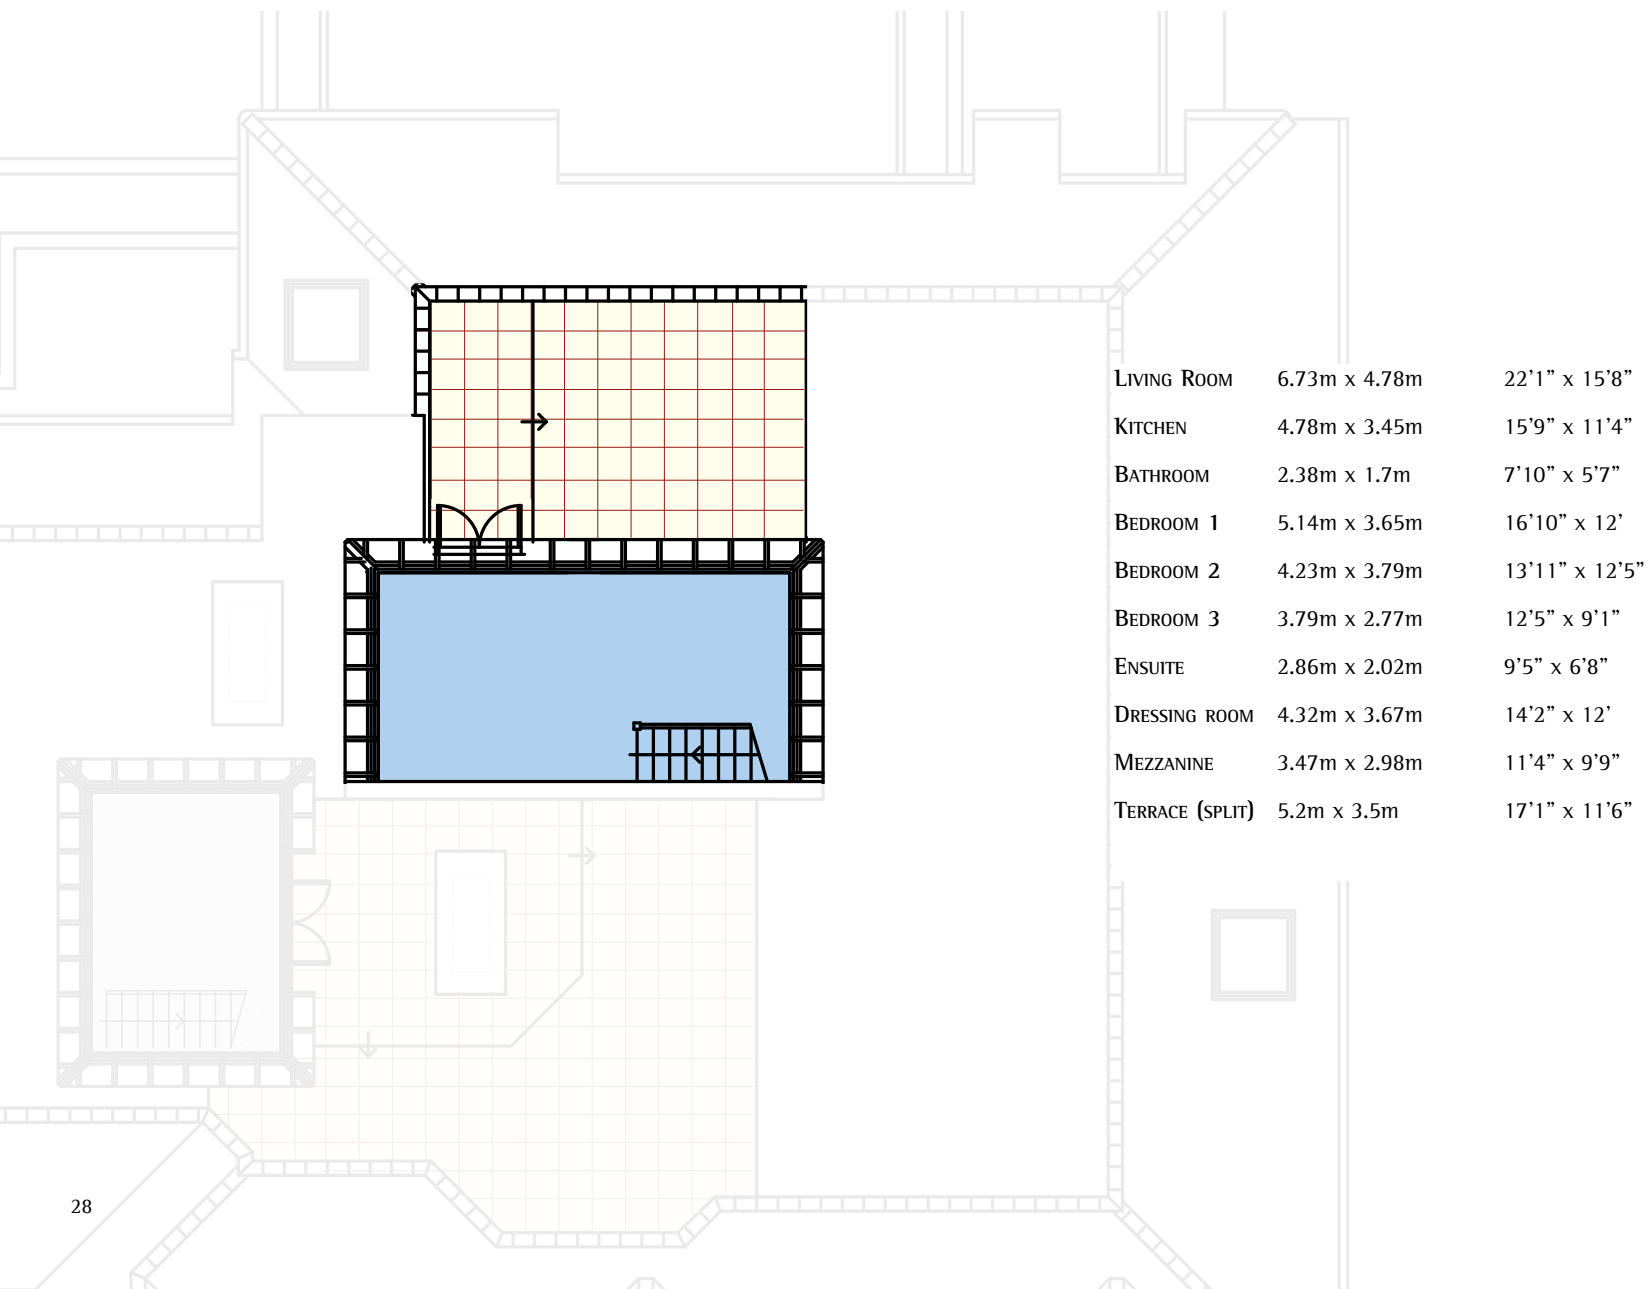 Living Room 6.73m x 4.78m 22’1” x 15’8”
Kitchen 4.78m x 3.45m 15’9” x 11’4”
Bathroom 2.38m x 1.7m 7’10” x 5’7”
Bedroom 1 5.14m x 3.65m 16’10” x 12’
Bedroom 2 4.23m x 3.79m 13’11” x 12’5”
Bedroom 3 3.79m x 2.77m 12’5” x 9’1”
Ensuite 2.86m x 2.02m 9’5” x 6’8”
Dressing room 4.32m x 3.67m 14’2” x 12’
Mezzanine 3.47m x 2.98m 11’4” x 9’9”
Terrace (split) 5.2m x 3.5m 17’1” x 11’6”
28